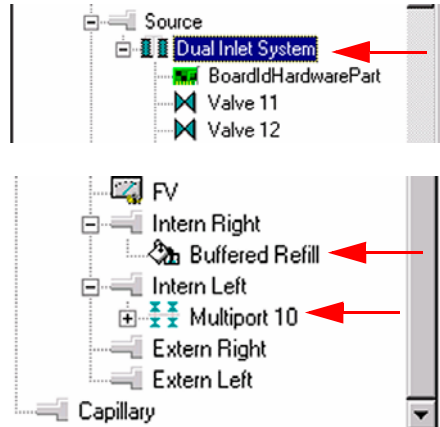 Source
Dual Inlet System
BoardIdHardwarePart
Valve 11
Valve 12
FV
Intern Right
Buffered Refill
Intern Left
Multiport 10
Extern Right
Extern Left
Capillary